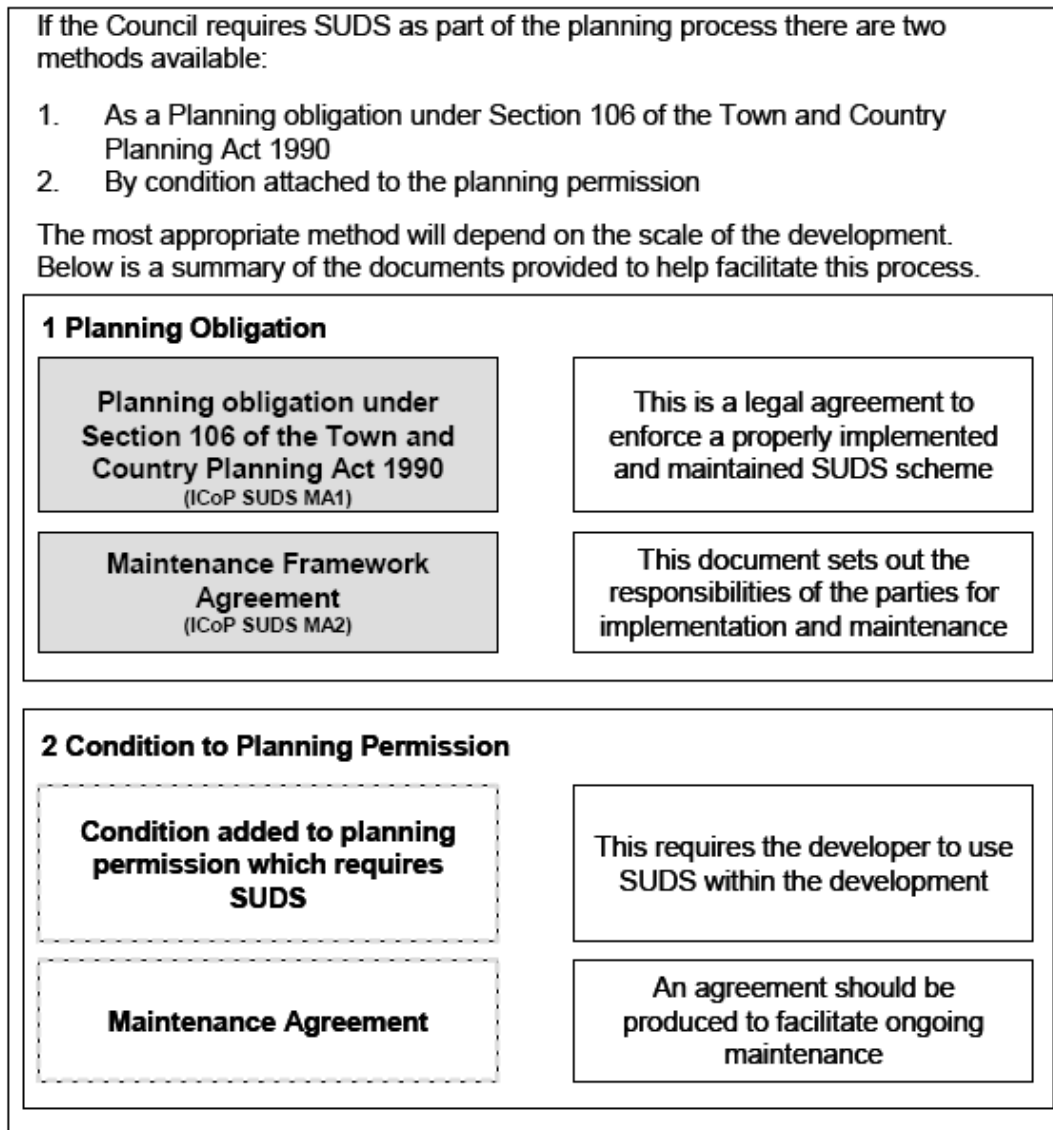 If the Council requires SUDS as part of the planning process there are two
methods available:
1. As a Planning obligation under Section 106 of the Town and Country
Planning Act 1990
2. By condition attached to the planning permission
The most appropriate method will depend on the scale of the development.
Below is a summary of the documents provided to help facilitate this process.
1 Planning Obligation
Planning obligation under
Section 106 of the Town and
Country Planning Act 1990
(ICoP SUDS MA1)
This is a legal agreement to
enforce a properly implemented
and maintained SUDS scheme
Maintenance Framework
Agreement
(ICoP SUDS MA2)
This document sets out the
responsibilities of the parties for
implementation and maintenance
2 Condition to Planning Permission
Condition added to planning
permission which requires
SUDS
This requires the developer to use
SUDS within the development
Maintenance Agreement
An agreement should be
produced to facilitate ongoing
maintenance